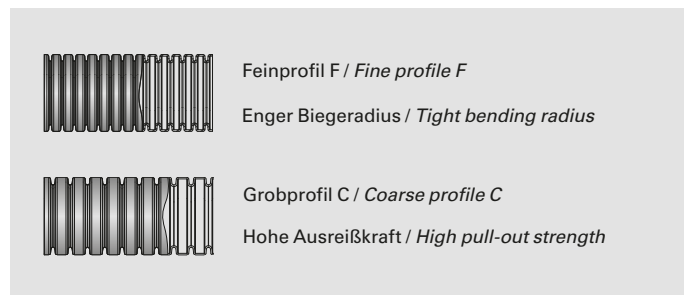 Feinprofil F / Fine profile F
Enger Biegeradius / Tight bending radius
Grobprofil C / Coarse profile C
Hohe Ausreißkraft / High pull-out strength